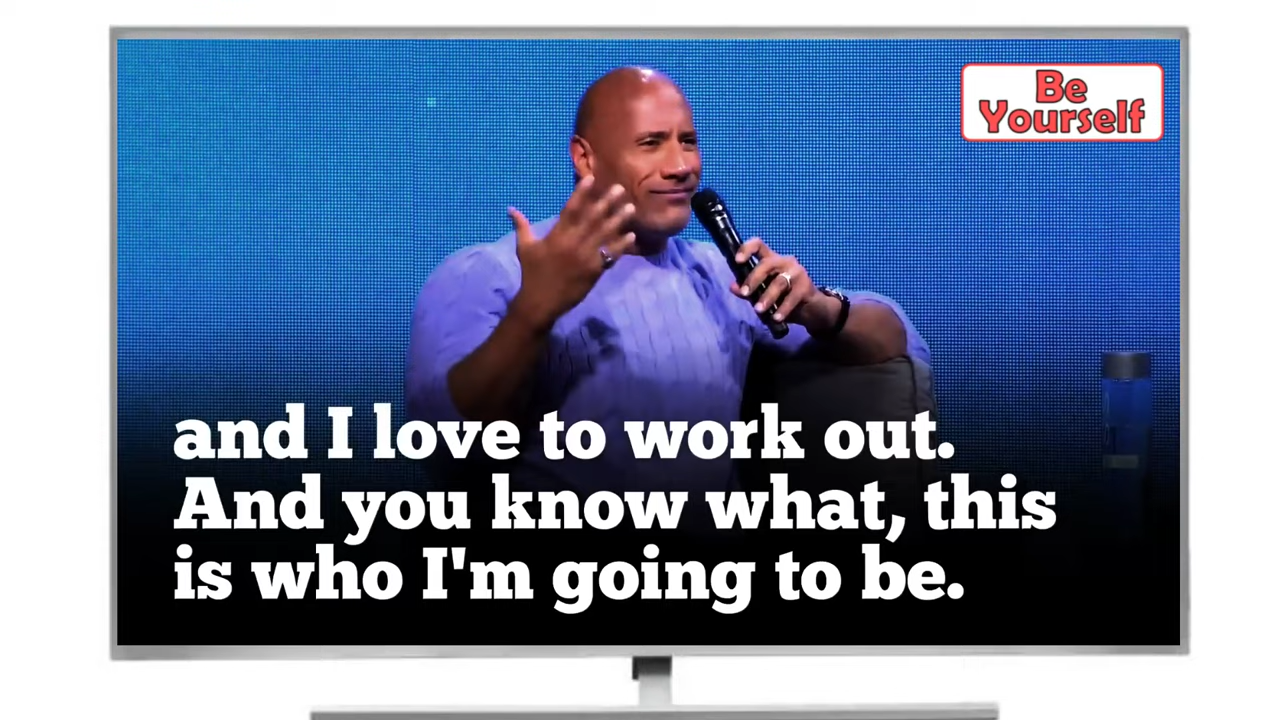 Be
Yourself
and I love to work out.
And you know what, this
is who I'm going to be.